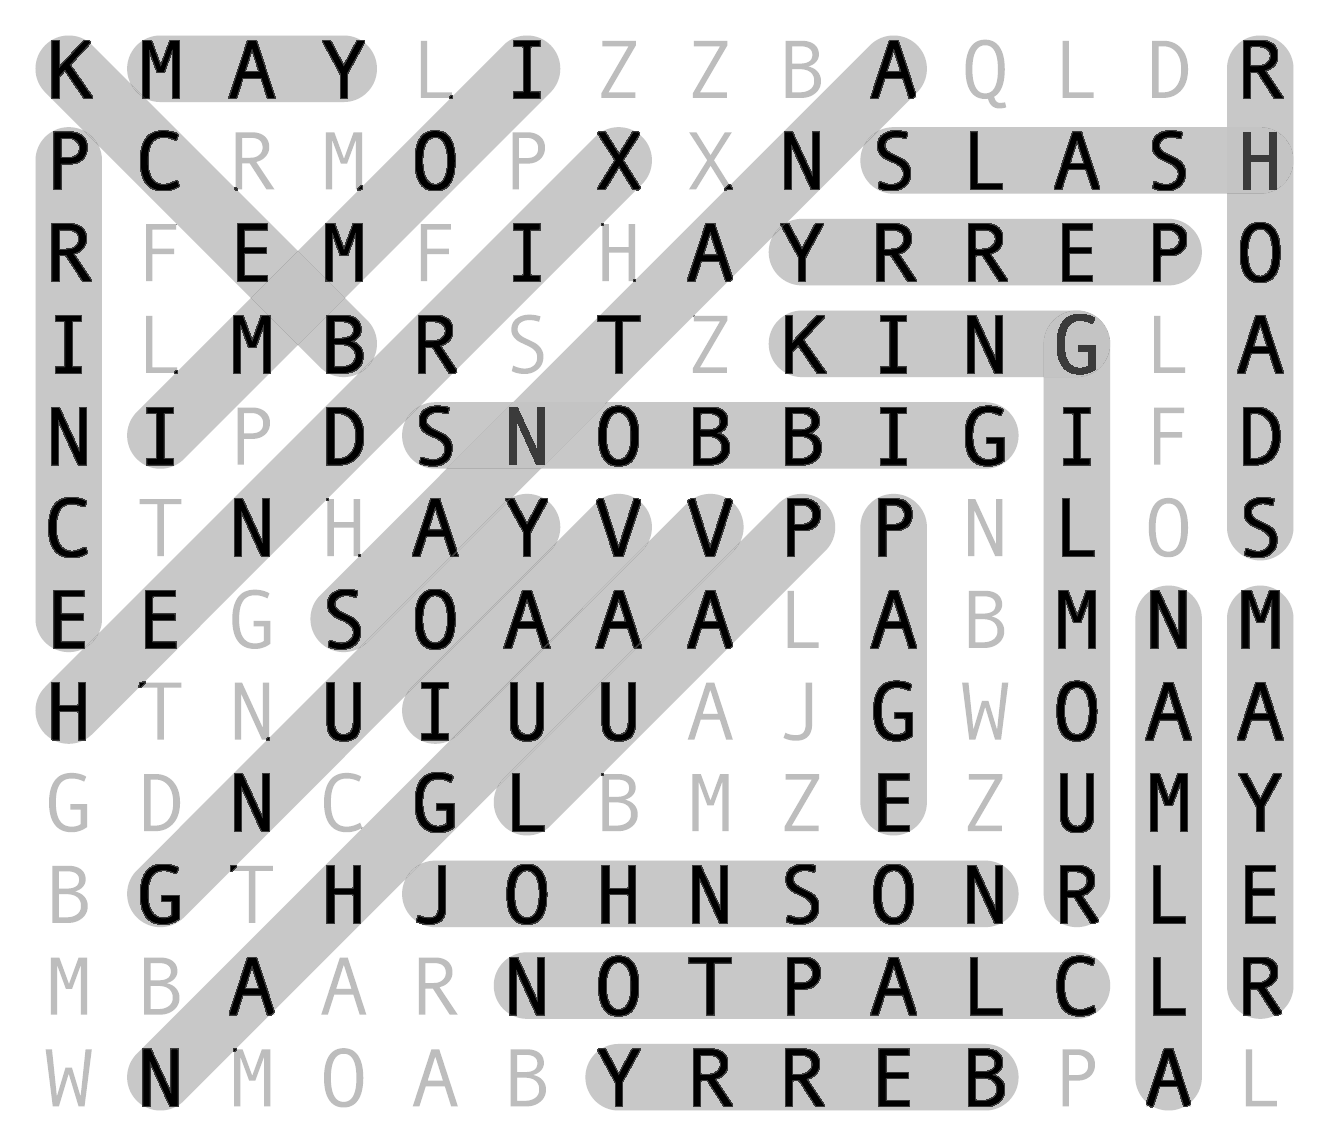 K M A Y L I Z Z B A Q L D R
P C R M O P X X N S L A S H
R F E M F I H A Y R R E P O
I L M B R S T Z K I N G L A
N I P D S N O B B I G I F D
C T N H A Y V V P P N L O S
E E G S O A A A L A B M N M
H T N U I U U A J G W O A A
G D N C G L B M Z E Z U M Y
B G T H J O H N S O N R L E
M B A A R N O T P A L C L R
W N M O A B Y R R E B P A L